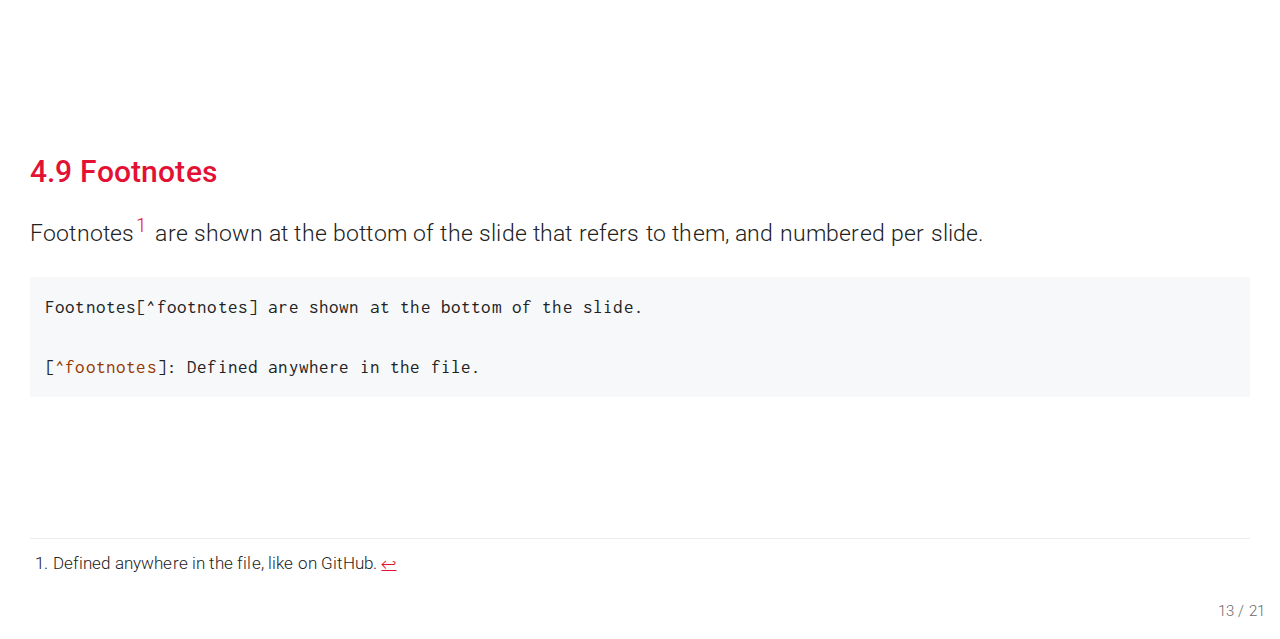 4.9 Footnotes
Footnotes1 are shown at the bottom of the slide that refers to them, and numbered per slide.
Footnotes[^footnotes] are shown at the bottom of the slide.
[^footnotes]: Defined anywhere in the file.
1. Defined anywhere in the file, like on GitHub. ↩
13 / 21